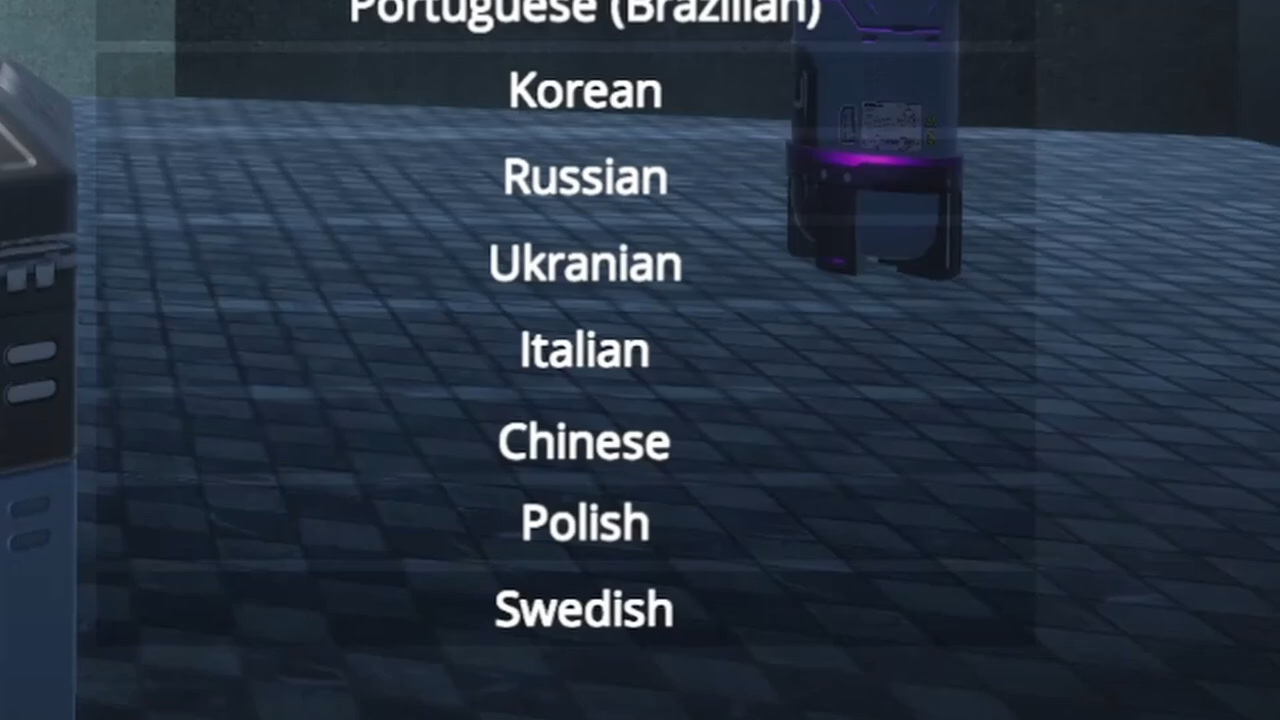 Portuguese (Brazilian)
Korean
Russian
Ukranian
Italian
Chinese
Polish
Swedish